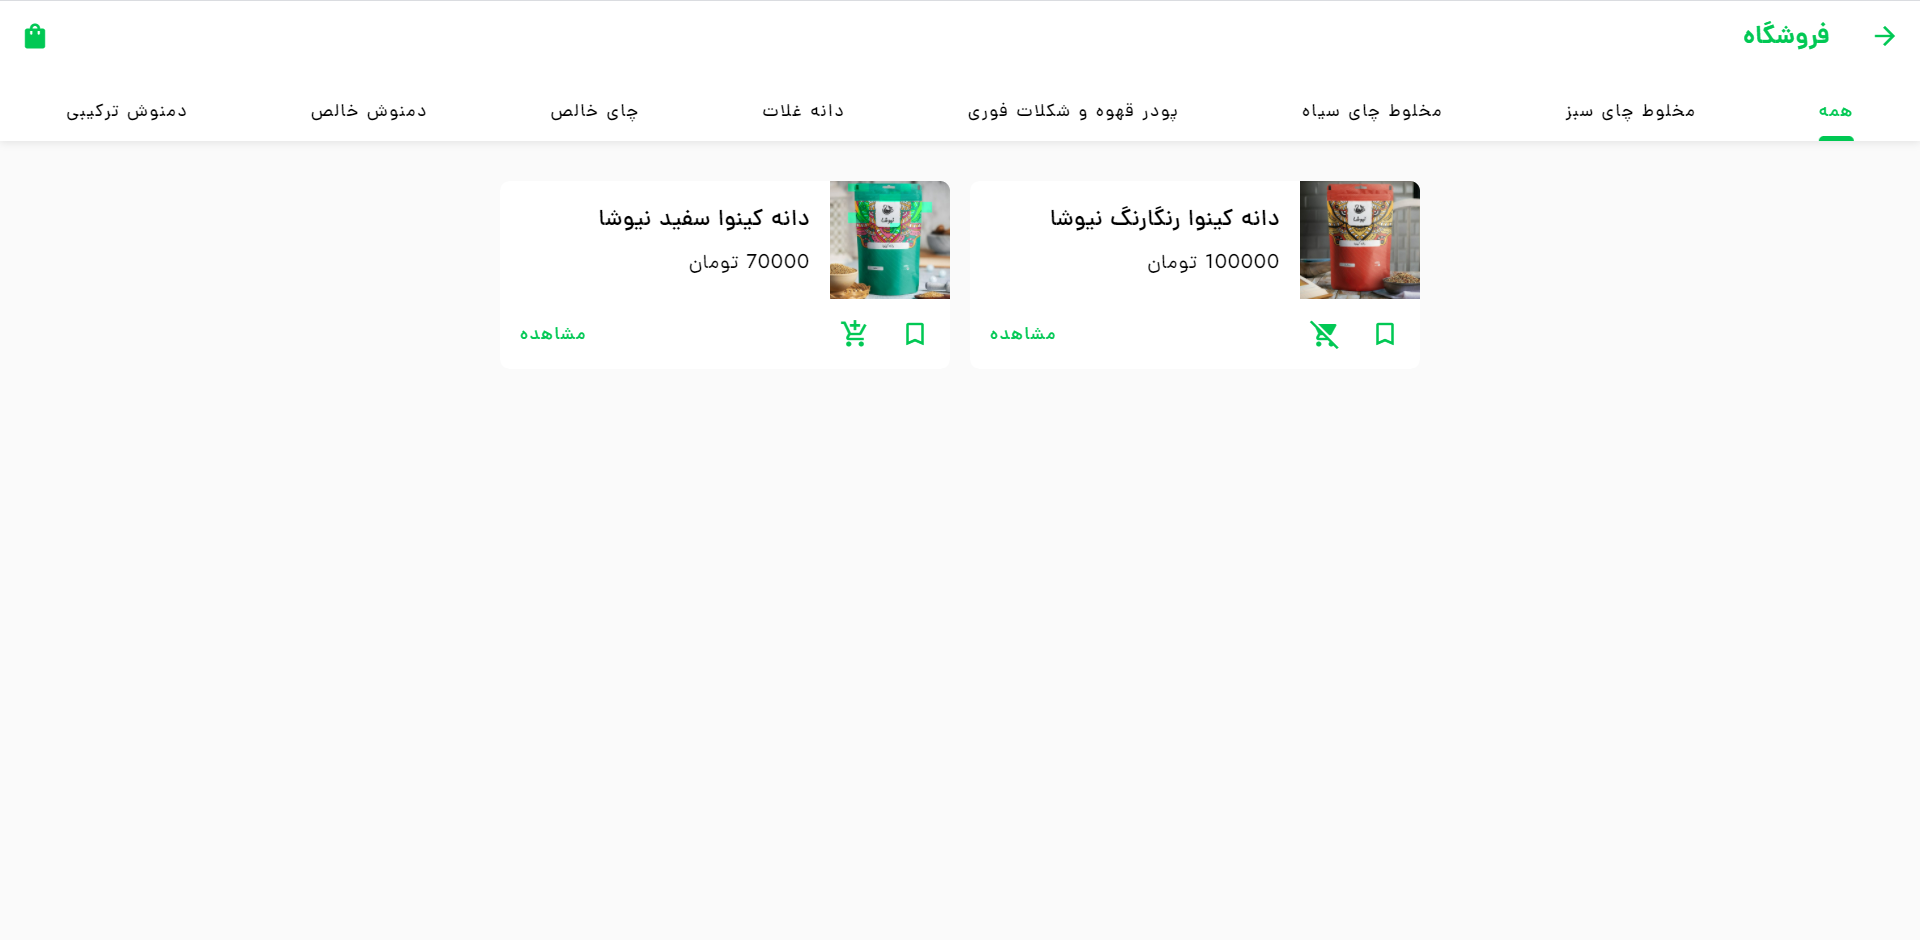 فروشگاه
همه
مخلوط چای سبز
مخلوط چای سیاه
پودر قهوه و شکلات فوری
دانه غلات
چای خالص
دمنوش خالص
دمنوش ترکیبی
دانه کینوا رنگارنگ نیوشا
100000 تومان
مشاهده
دانه کینوا سفید نیوشا
70000 تومان
مشاهده